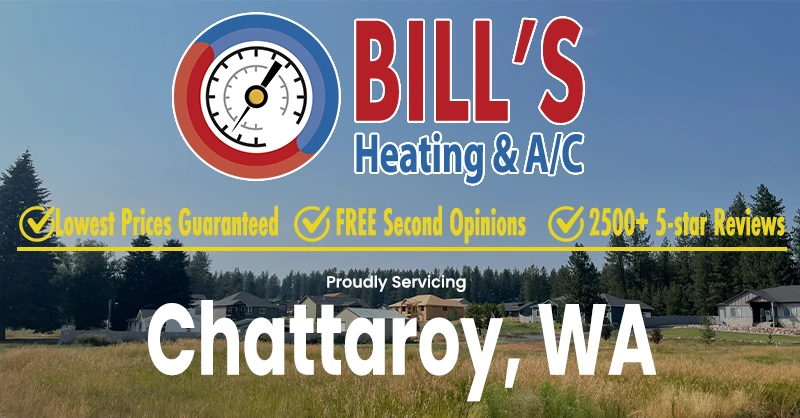 BILL'S
Heating & A/C
Lowest Prices Guaranteed FREE Second Opinions 2500+ 5-star Reviews
Proudly Servicing
Chattaroy, WA